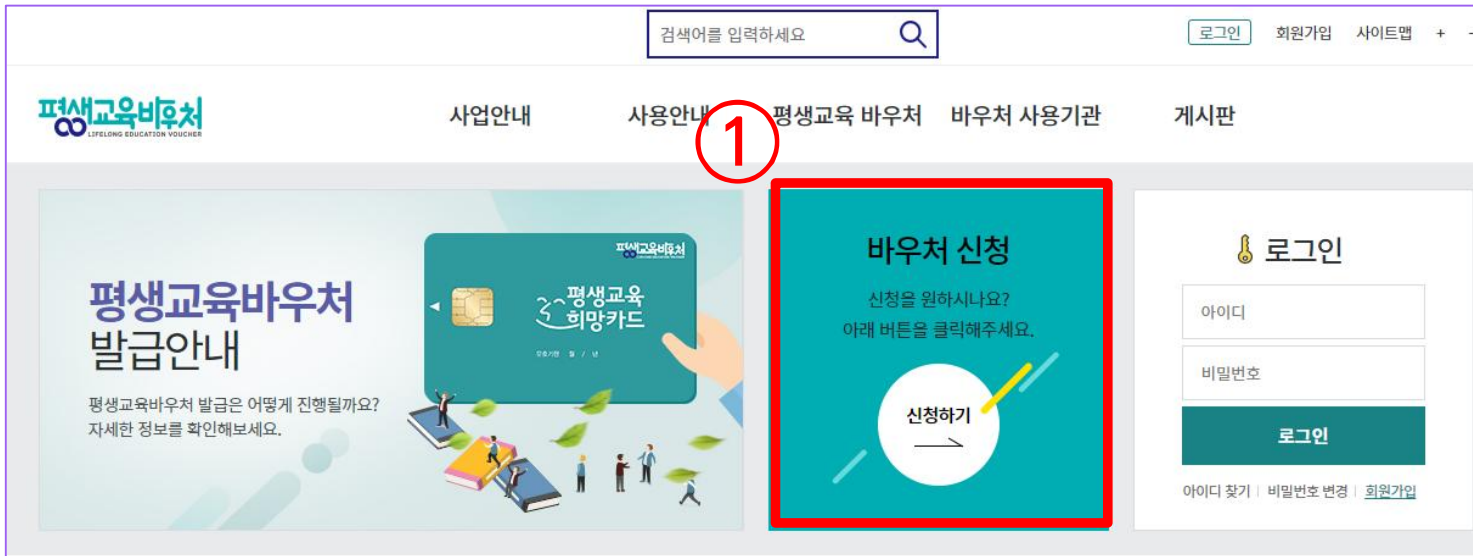 검색어를 입력하세요
로그인 회원가입 사이트맵 + -
평생교육바우처
LIFELONG EDUCATION VOUCHER
사업안내 사용안내 평생교육 바우처 바우처 사용기관 게시판
①
평생교육바우처
발급안내
평생교육바우처 발급은 어떻게 진행될까요?
자세한 정보를 확인해보세요.
평생교육바우처
평생교육
희망카드
바우처 신청
신청을 원하시나요?
아래 버튼을 클릭해주세요.
신청하기
로그인
아이디
비밀번호
로그인
아이디 찾기 | 비밀번호 변경 | 회원가입